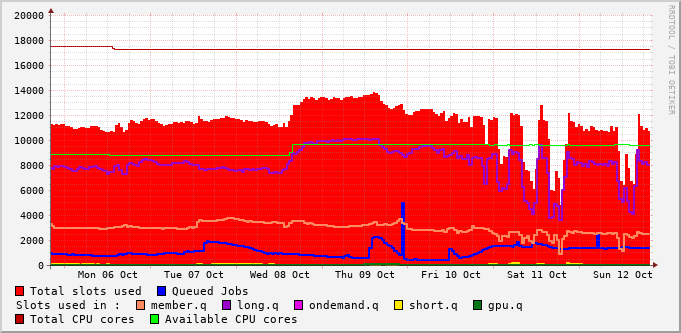 20000
18000
16000
14000
12000
10000
8000
6000
4000
2000
0
Mon 06 Oct Tue 07 Oct Wed 08 Oct Thu 09 Oct Fri 10 Oct Sat 11 Oct Sun 12 Oct
RRDTOOL / TOBI OETIKER
Total slots used Queued Jobs
Slots used in : member.q long.q ondemand.q short.q gpu.q
Total CPU cores Available CPU cores